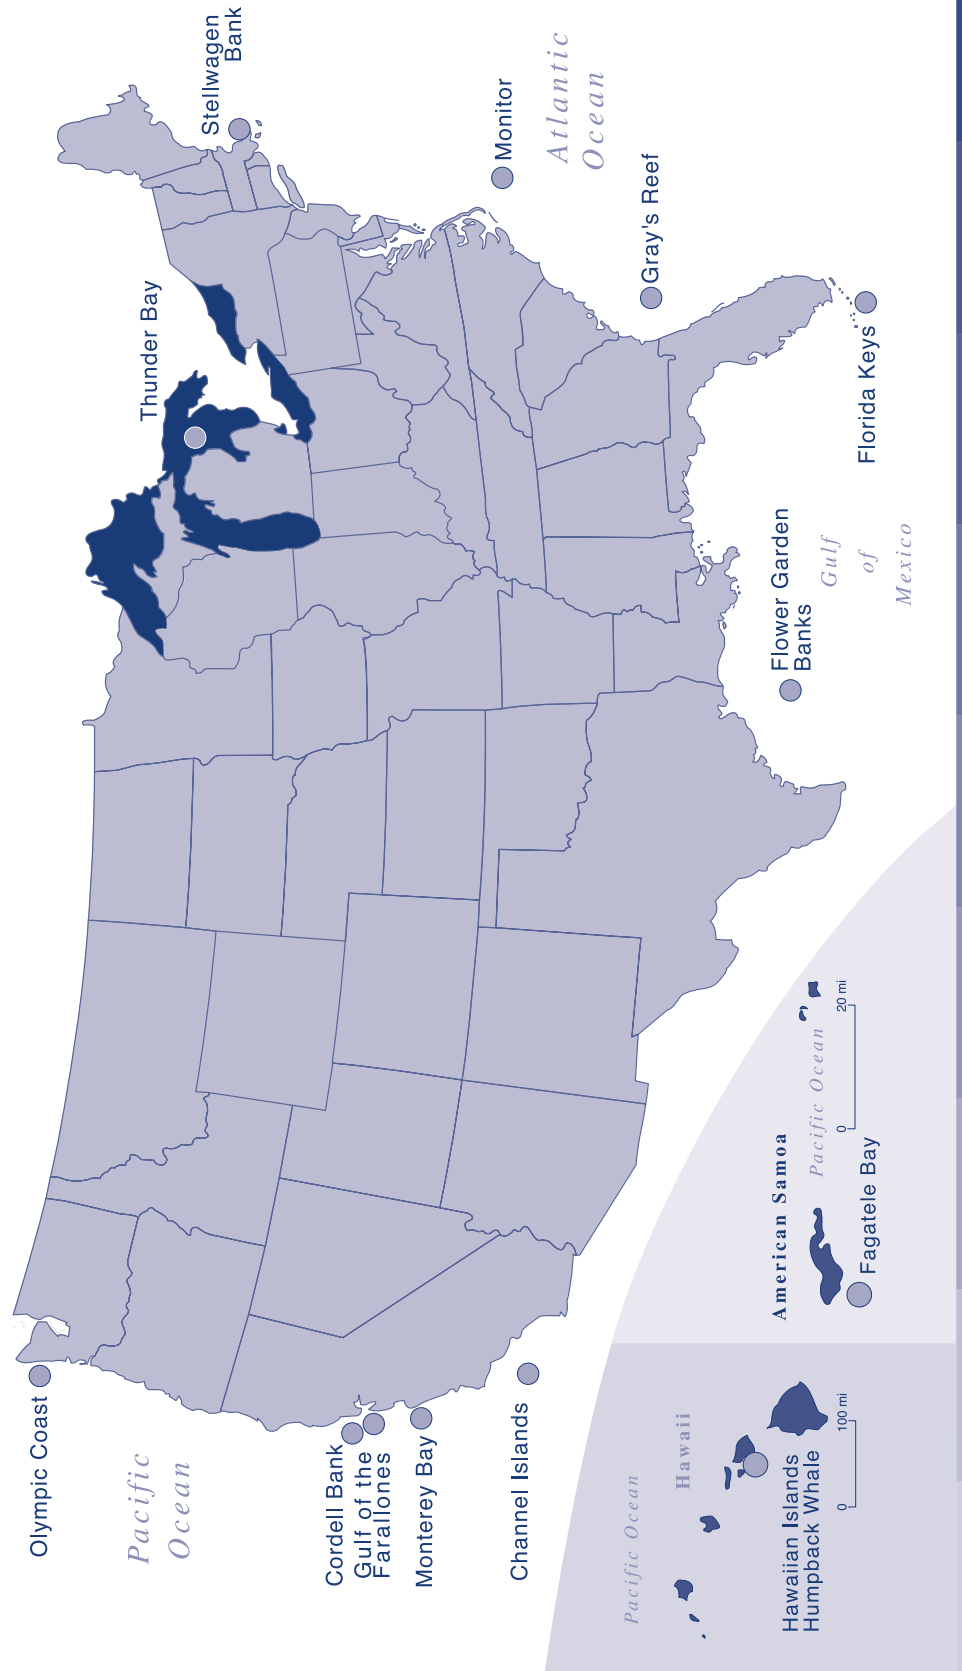 Olympic Coast
Pacific
Ocean
Cordell Bank
Gulf of the
Farallones
Monterey Bay
Channel Islands
Thunder Bay
Stellwagen
Bank
Monitor
Atlantic
Ocean
Gray's Reef
Florida Keys
Flower Garden
Banks
Gulf
of
Mexico
Pacific Ocean
Hawaii
Hawaiian Islands
Humpback Whale
0
100 mi
American Samoa
Pacific Ocean
0
20 mi
Fagatele Bay